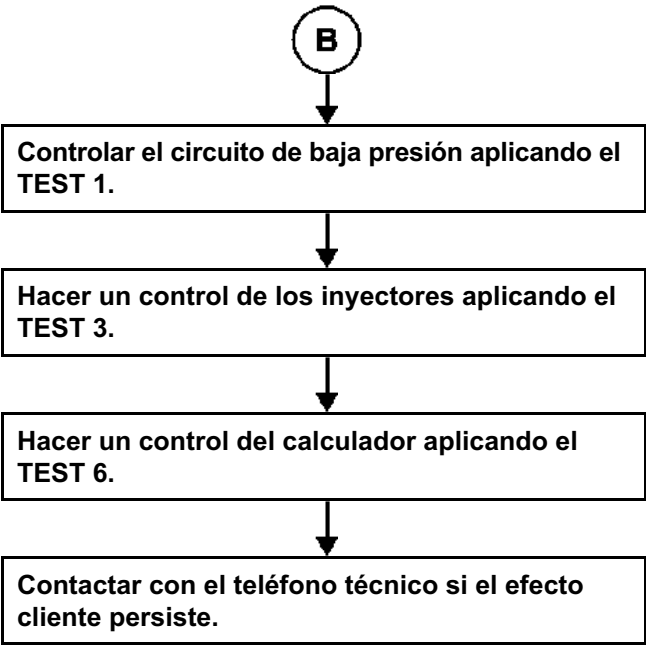 B
Controlar el circuito de baja presión aplicando el
TEST 1.
Hacer un control de los inyectores aplicando el
TEST 3.
Hacer un control del calculador aplicando el
TEST 6.
Contactar con el teléfono técnico si el efecto
cliente persiste.